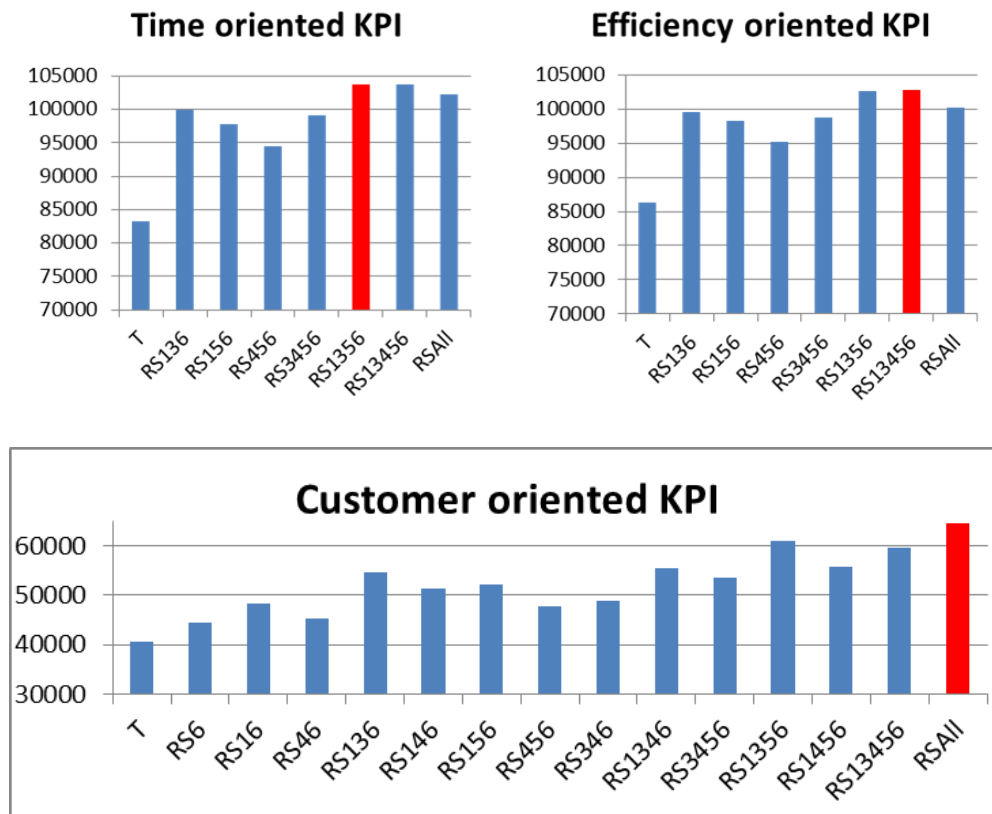 Time oriented KPI
105000
100000
95000
90000
85000
80000
75000
70000
T
RS136
RS156
RS456
RS3456
RS1356
RS13456
RSAll
Efficiency oriented KPI
105000
100000
95000
90000
85000
80000
75000
70000
T
RS136
RS156
RS456
RS3456
RS1356
RS13456
RSAll
Customer oriented KPI
60000
50000
40000
30000
T
RS6
RS16
RS46
RS136
RS146
RS156
RS456
RS346
RS1346
RS3456
RS1356
RS1456
RS13456
RSAll